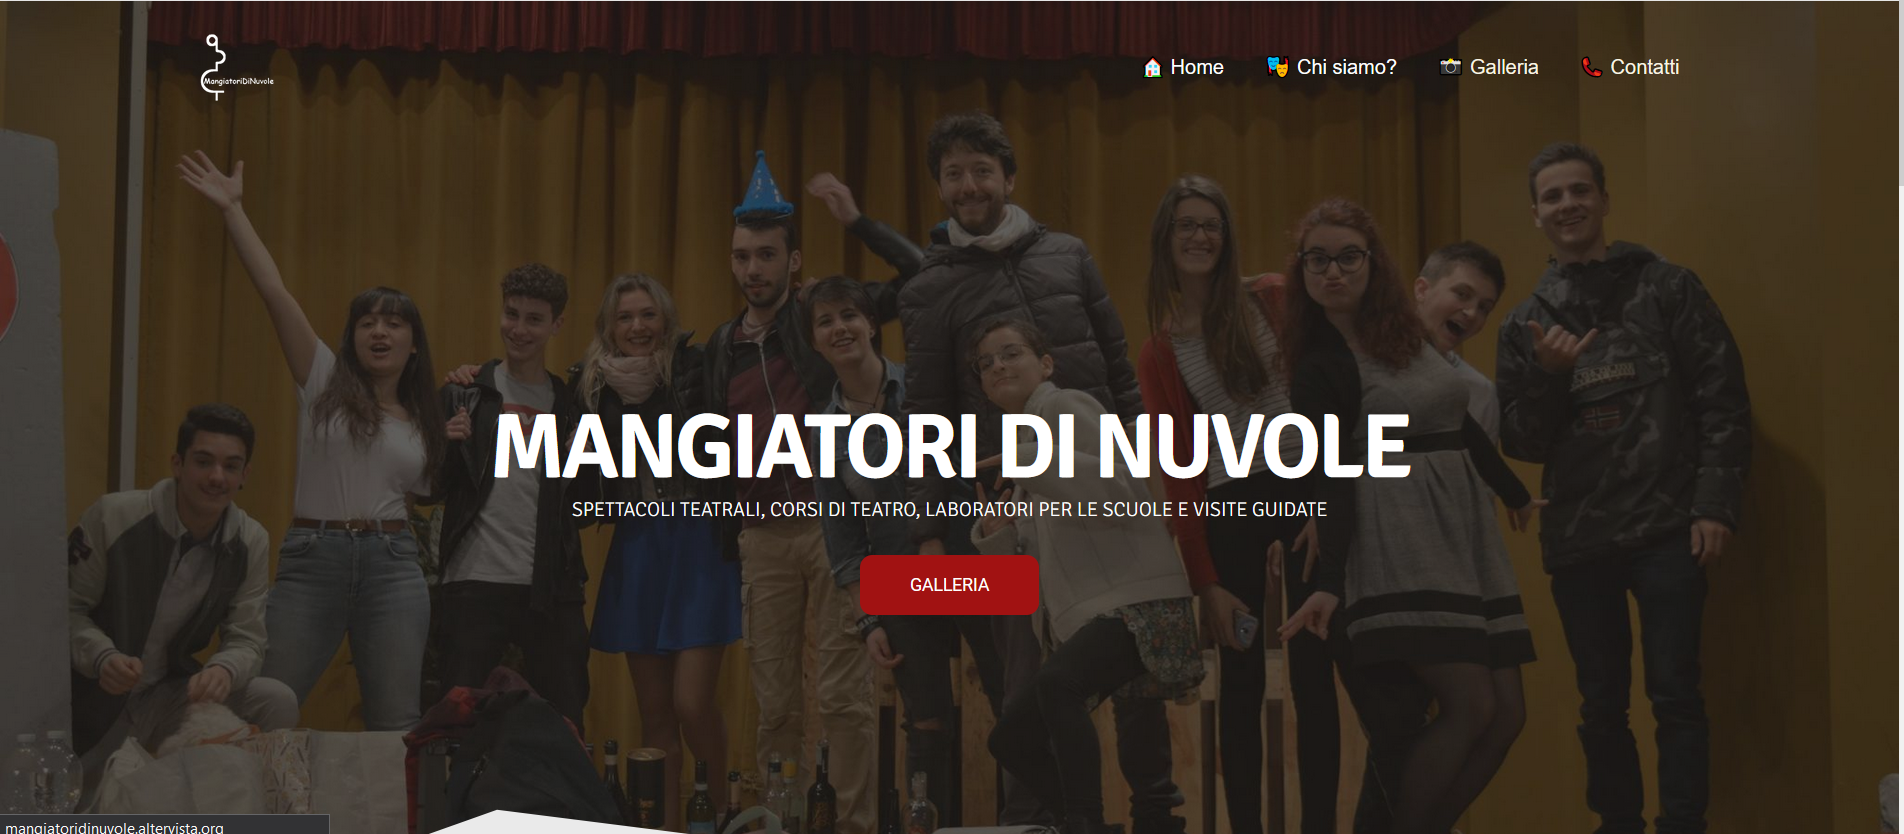 MangiatoriDiNuvole
Home
Chi siamo?
Galleria
Contatti
MANGIATORI DI NUVOLE
SPETTACOLI TEATRALI, CORSI DI TEATRO, LABORATORI PER LE SCUOLE E VISITE GUIDATE
GALLERIA
mangiatoridinuvole.altervista.org